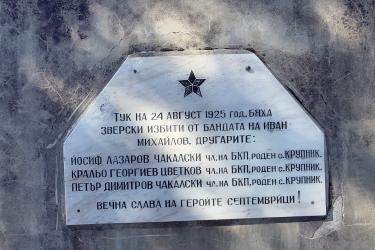 ТУК НА 24 АВГУСТ 1925 ГОД. БЯХА
ЗВЕРСКИ ИЗБИТИ ОТ БАНДАТА НА ИВАН
МИХАЙЛОВ, ДРУГАРИТЕ:
ЙОСИФ ЛАЗАРОВ ЧАКАЛСКИ ЧЛ. НА БКП, РОДЕН С. КРУПНИК.
КРАЛЬО ГЕОРГИЕВ ЦВЕТКОВ ЧЛ. НА БКП, РОДЕН С. КРУПНИК.
ПЕТЪР ДИМИТРОВ ЧАКАЛСКИ ЧЛ. НА БКП, РОДЕН С. КРУПНИК.
ВЕЧНА СЛАВА НА ГЕРОЙТЕ СЕПТЕМВРИЦИ!